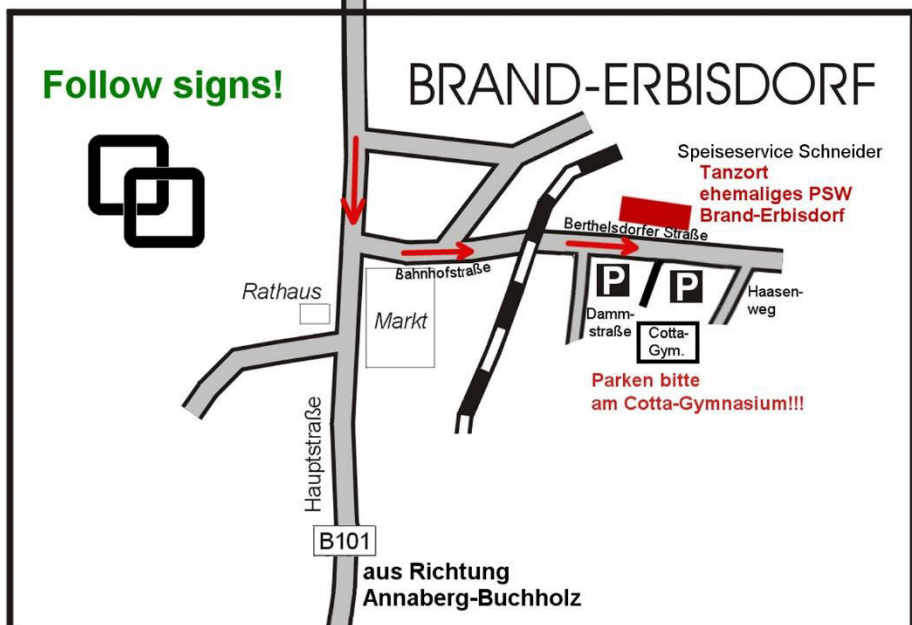 Follow signs!
BRAND-ERBISDORF
Speiseservice Schneider
Tanzort
ehemaliges PSW
Brand-Erbisdorf
Berthelsdorfer Straße
Bahnhofstraße
Rathaus
Markt
P
P
Damm-
straße
Haasen-
weg
Cotta-
Gym.
Parken bitte
am Cotta-Gymnasium!!!
Hauptstraße
B101
aus Richtung
Annaberg-Buchholz